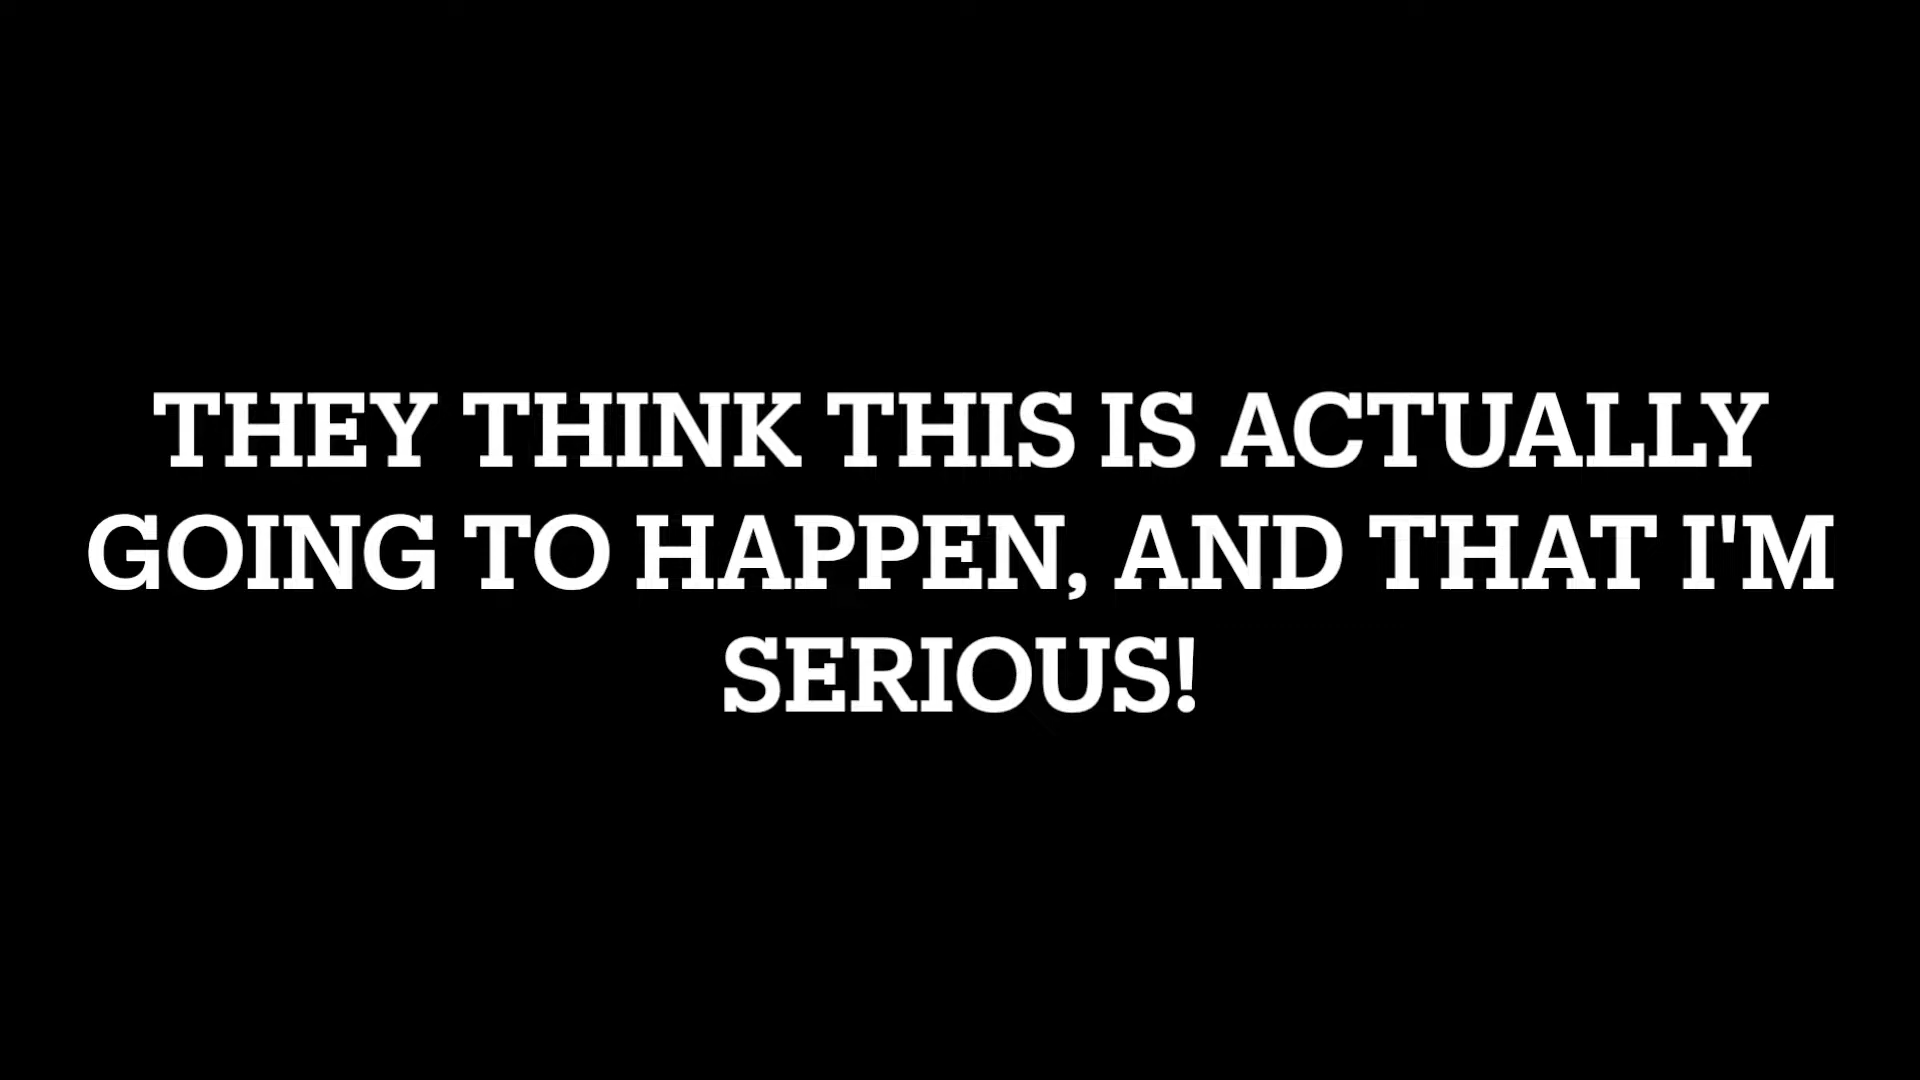 THEY THINK THIS IS ACTUALLY
GOING TO HAPPEN, AND THAT I'M
SERIOUS!